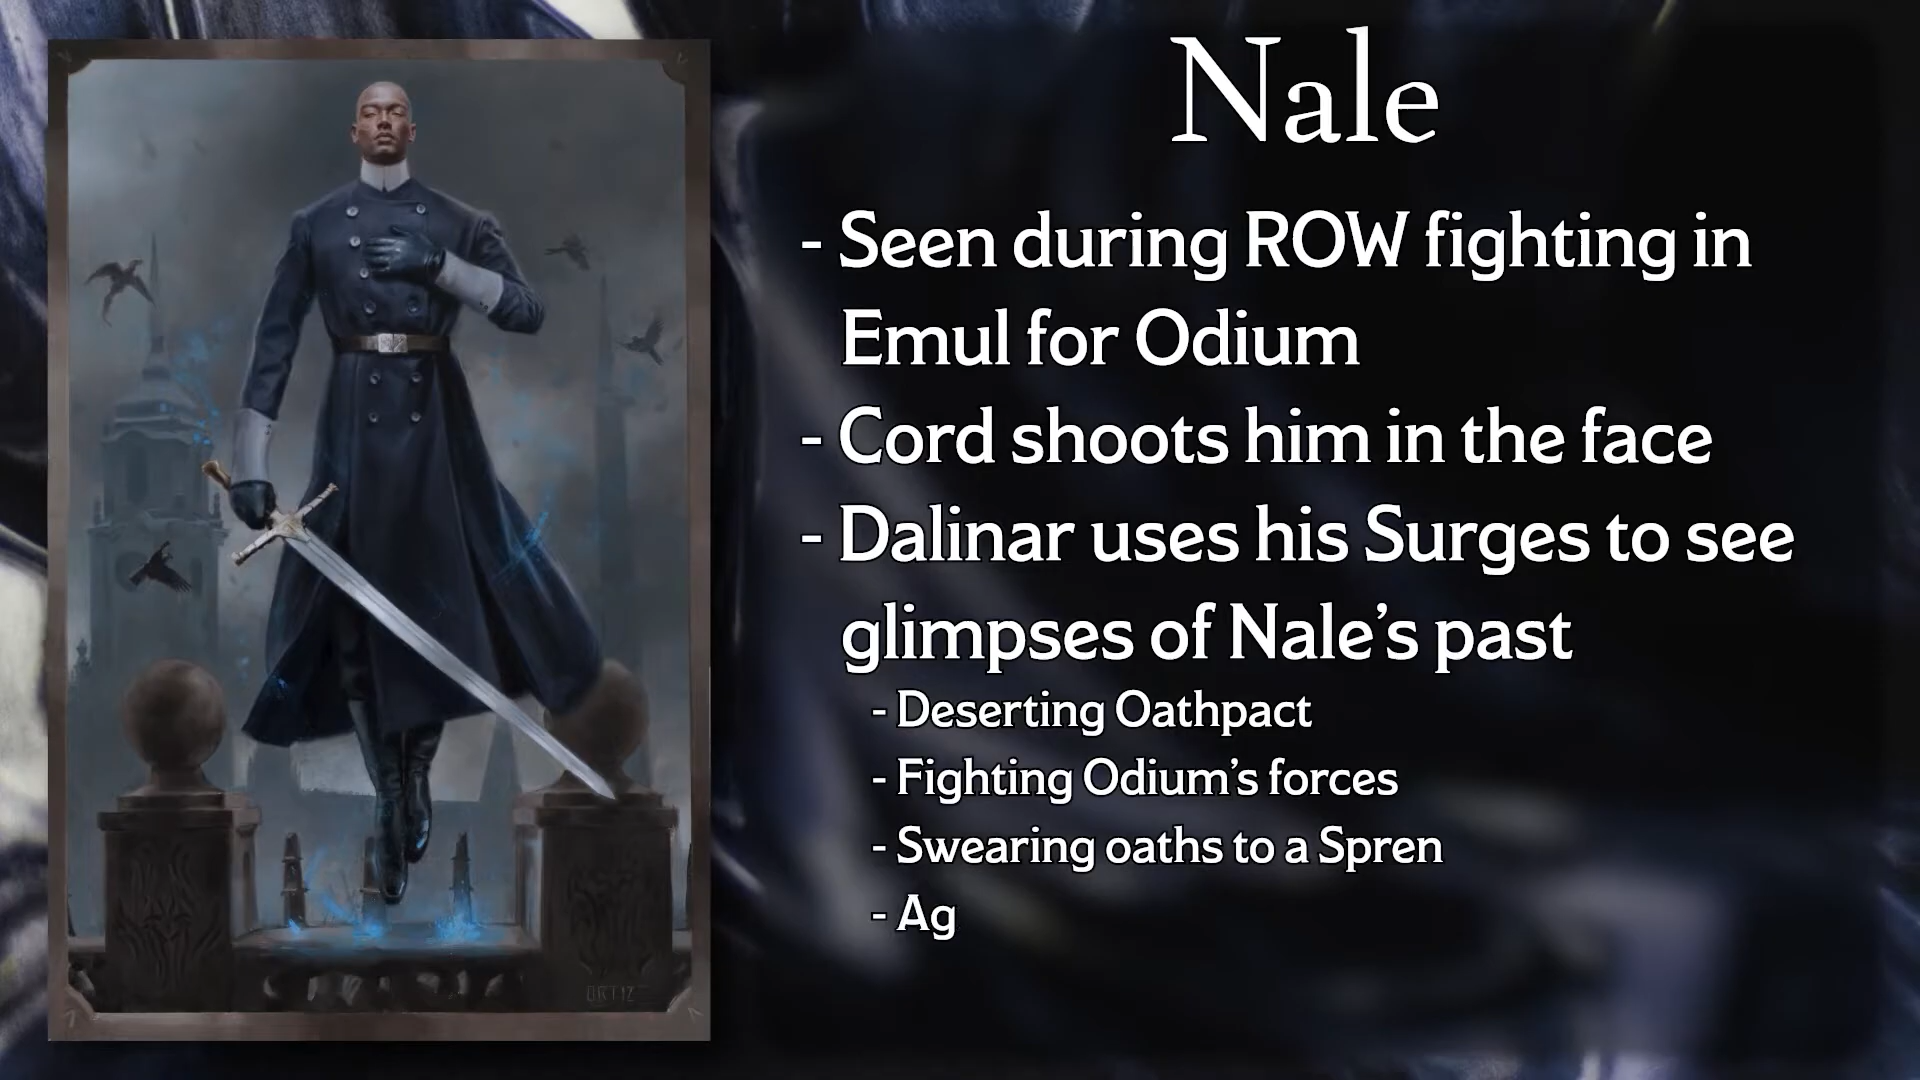 Nale
- Seen during ROW fighting in
Emul for Odium
- Cord shoots him in the face
- Dalinar uses his Surges to see
glimpses of Nale's past
- Deserting Oathpact
- Fighting Odium's forces
- Swearing oaths to a Spren
- Ag
ORTIZ